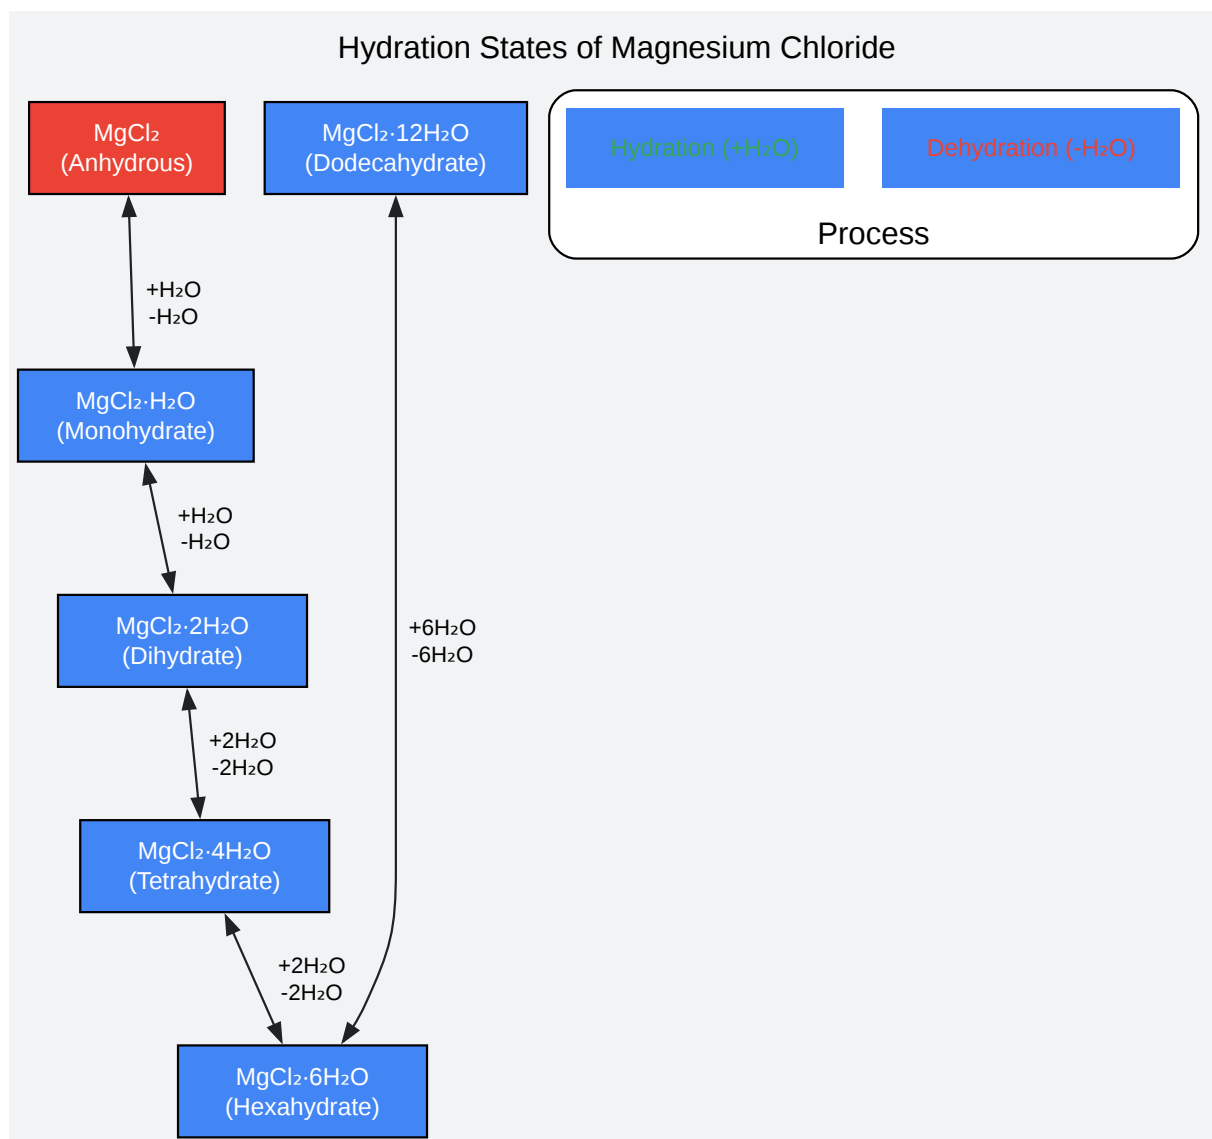 Hydration States of Magnesium Chloride
MgCl₂
(Anhydrous)
MgCl₂·12H₂O
(Dodecahydrate)
Hydration (+H₂O)
Dehydration (-H₂O)
Process
+H₂O
-H₂O
MgCl₂·H₂O
(Monohydrate)
+H₂O
-H₂O
MgCl₂·2H₂O
(Dihydrate)
+6H₂O
-6H₂O
+2H₂O
-2H₂O
MgCl₂·4H₂O
(Tetrahydrate)
+2H₂O
-2H₂O
MgCl₂·6H₂O
(Hexahydrate)